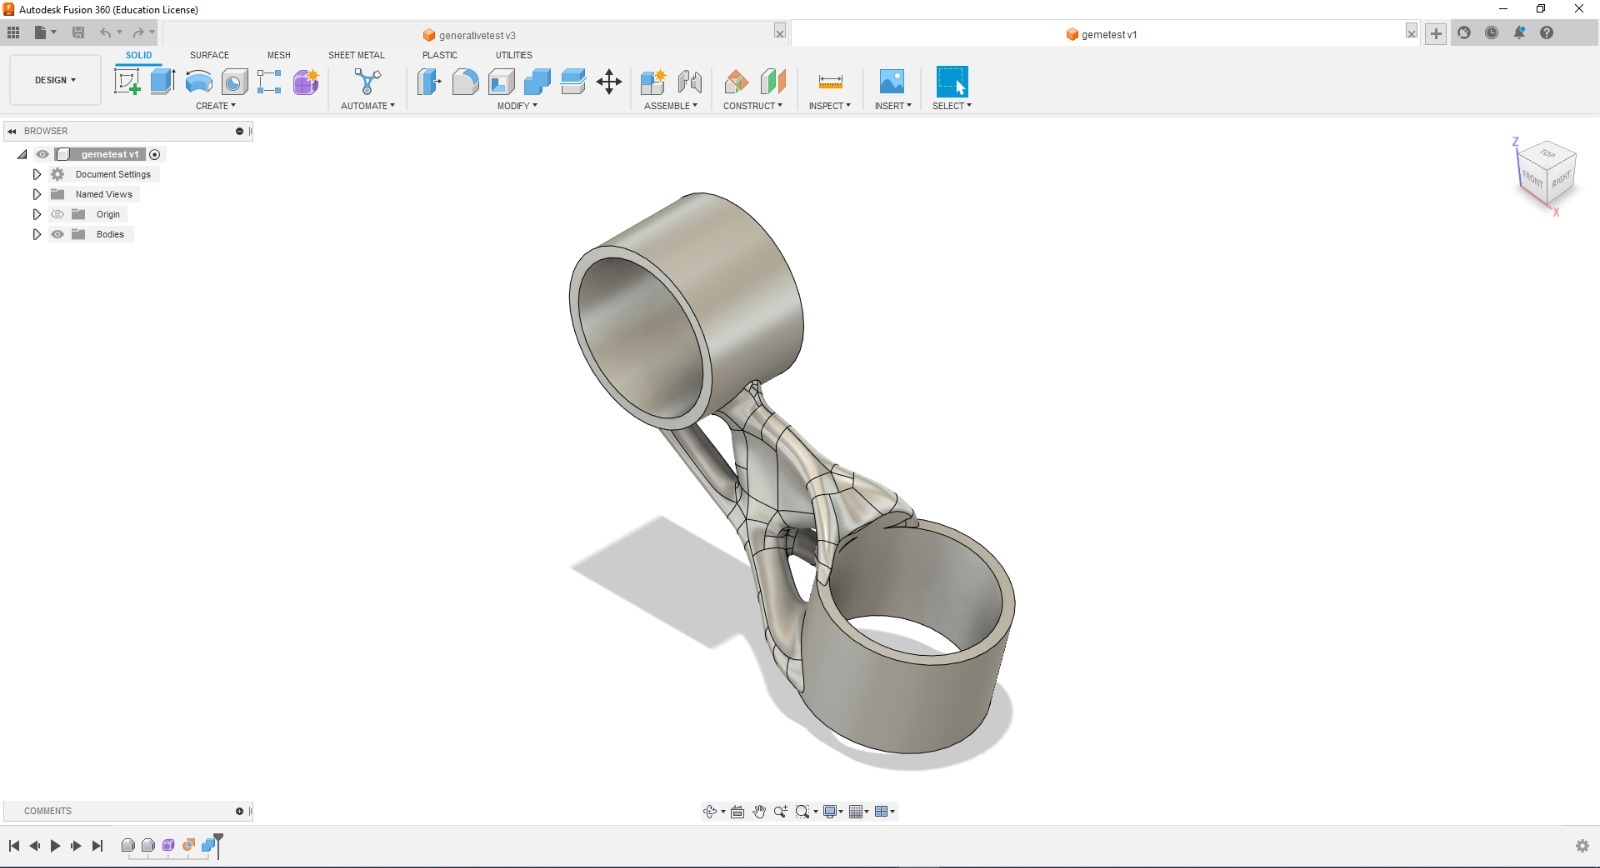 Autodesk Fusion 360 (Education License)
generativetest v3
gemetest v1
SOLID SURFACE MESH SHEET METAL PLASTIC UTILITIES
DESIGN
CREATE AUTOMATE MODIFY ASSEMBLE CONSTRUCT INSPECT INSERT SELECT
BROWSER
gemetest v1
Document Settings
Named Views
Origin
Bodies
Z
TOP
FRONT RIGHT
X
COMMENTS